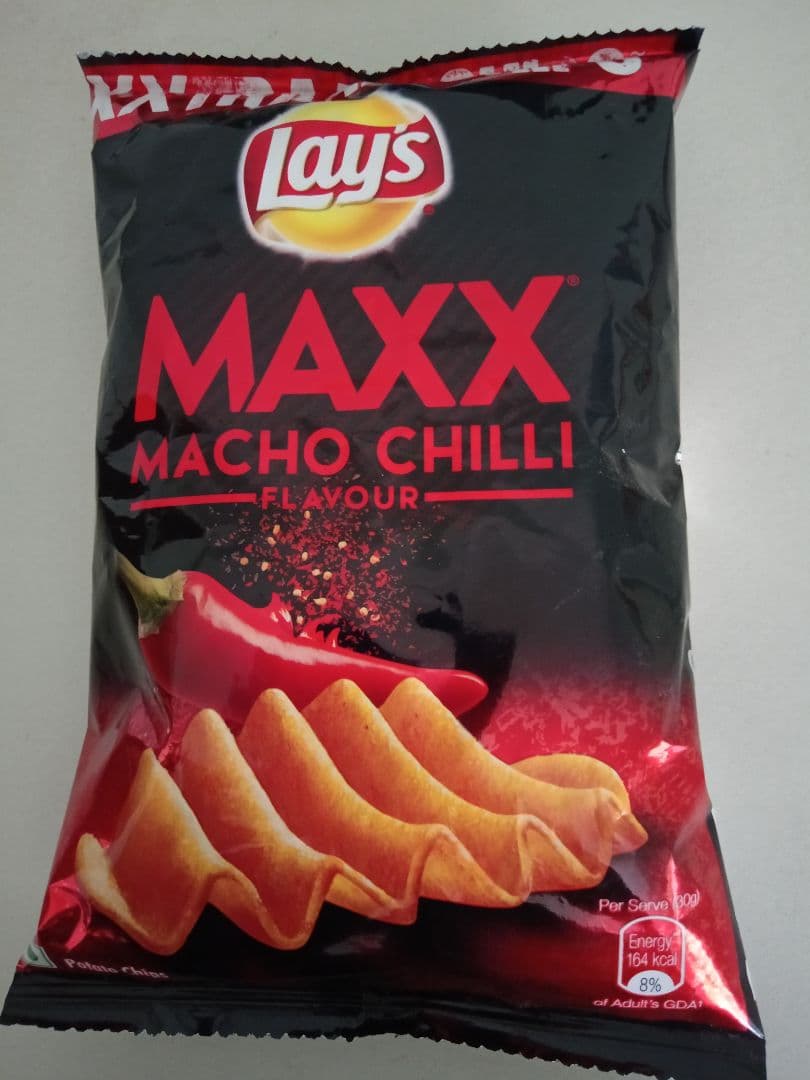 Lay's
MAXX®
MACHO CHILLI
FLAVOUR
Per Serve (30g)
Energy
164 kcal
8%
of Adult's GDA†
Potato Chips